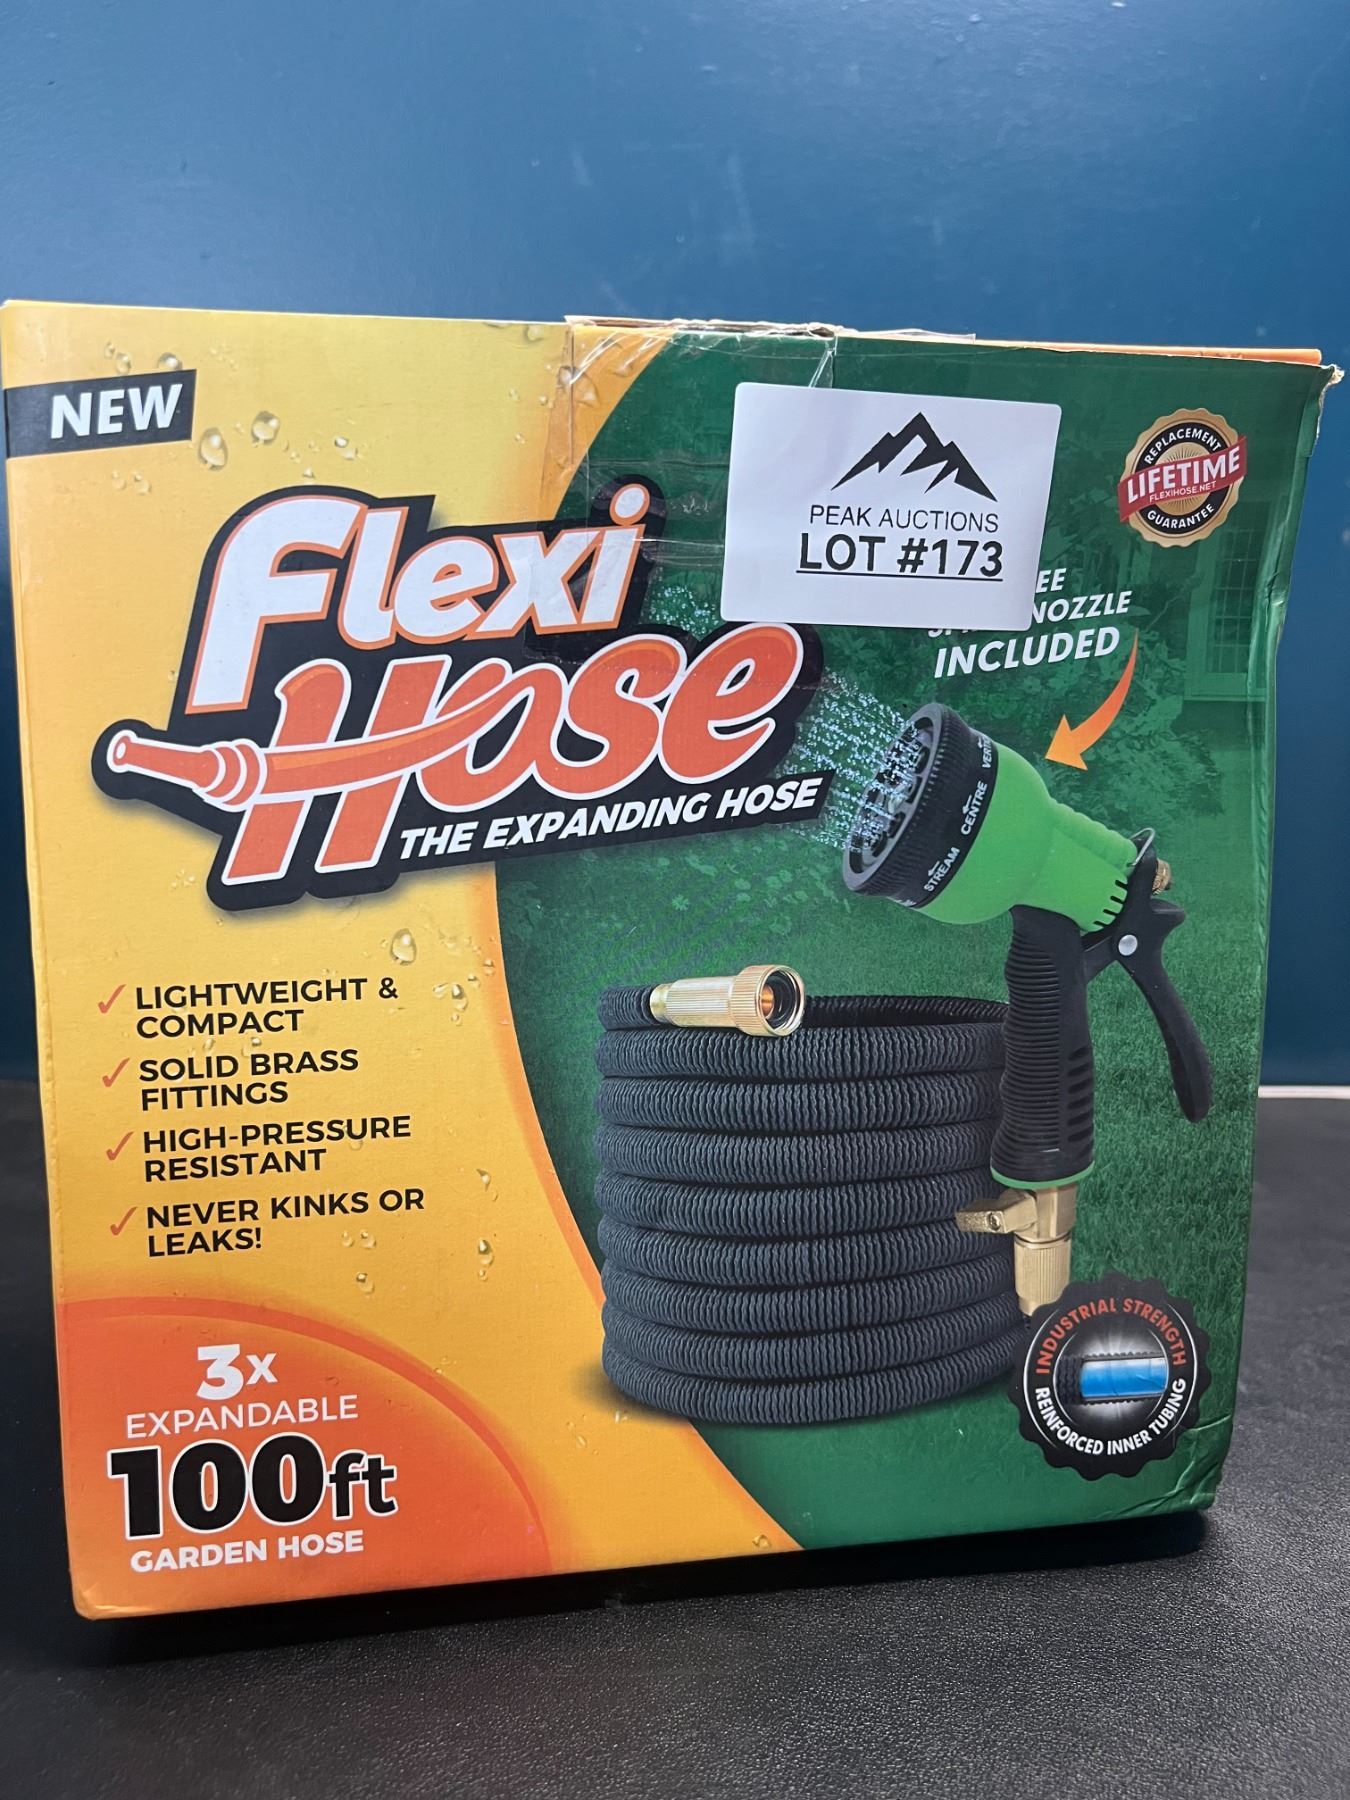 NEW
Flexi
Hose
THE EXPANDING HOSE
PEAK AUCTIONS
LOT #173
REPLACEMENT
LIFETIME
FLEXIHOSE.NET
GUARANTEE
NOZZLE
INCLUDED
STREAM
CENTRE
✓ LIGHTWEIGHT &
COMPACT
✓ SOLID BRASS
FITTINGS
✓ HIGH-PRESSURE
RESISTANT
✓ NEVER KINKS OR
LEAKS!
3X
EXPANDABLE
100ft
GARDEN HOSE
INDUSTRIAL STRENGTH
REINFORCED INNER TUBING